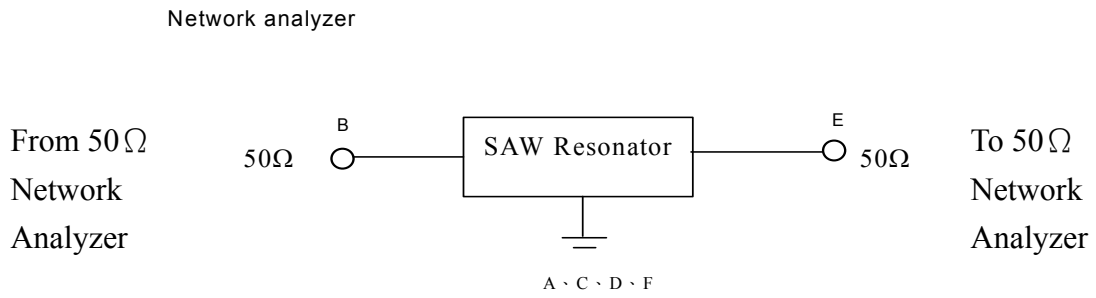 Network analyzer
From 50Ω
Network
Analyzer
50Ω
B
SAW Resonator
E
50Ω
To 50Ω
Network
Analyzer
A、C、D、F